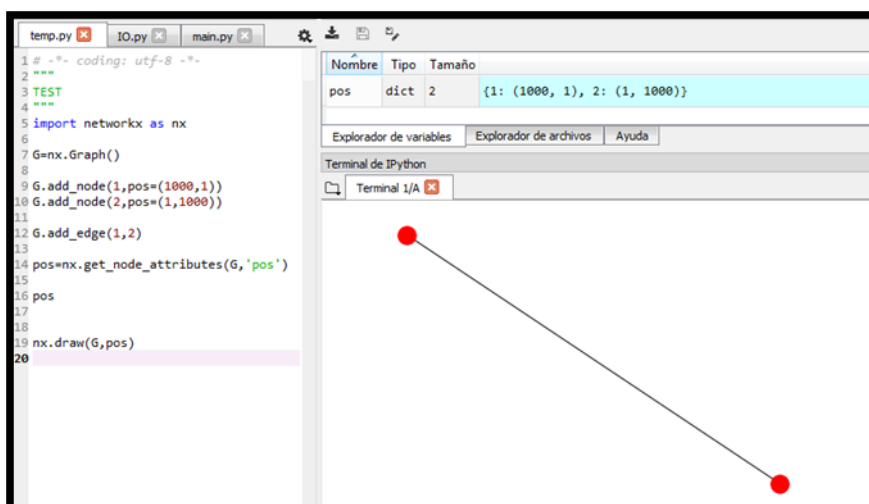 temp.py IO.py main.py
1 # -*- coding: utf-8 -*-
2 """
3 TEST
4 """
5 import networkx as nx
6
7 G=nx.Graph()
8
9 G.add_node(1,pos=(1000,1))
10 G.add_node(2,pos=(1,1000))
11
12 G.add_edge(1,2)
13
14 pos=nx.get_node_attributes(G,'pos')
15
16 pos
17
18
19 nx.draw(G,pos)
20
Nombre Tipo Tamaño
pos dict 2 {1: (1000, 1), 2: (1, 1000)}
Explorador de variables Explorador de archivos Ayuda
Terminal de IPython
Terminal 1/A